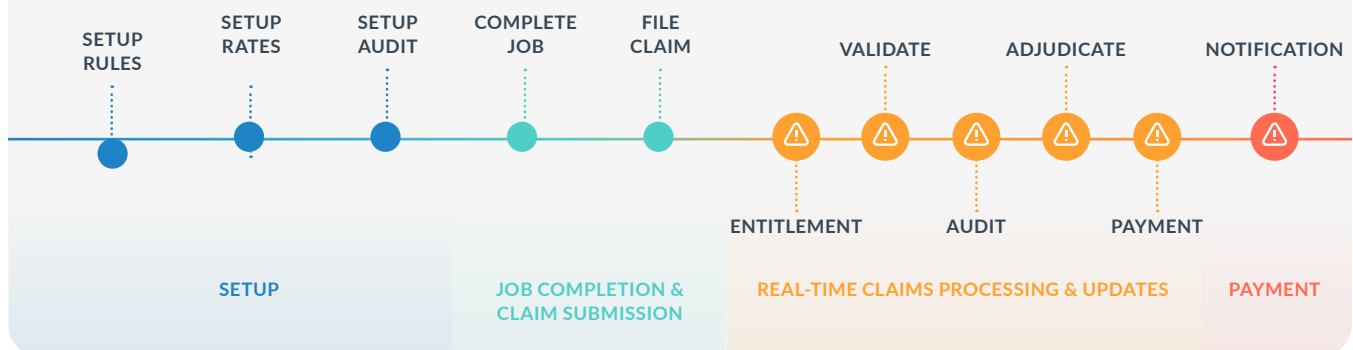 SETUP
RULES
SETUP
RATES
SETUP
AUDIT
COMPLETE
JOB
FILE
CLAIM
ENTITLEMENT
VALIDATE
AUDIT
ADJUDICATE
PAYMENT
NOTIFICATION
SETUP
JOB COMPLETION &
CLAIM SUBMISSION
REAL-TIME CLAIMS PROCESSING & UPDATES
PAYMENT